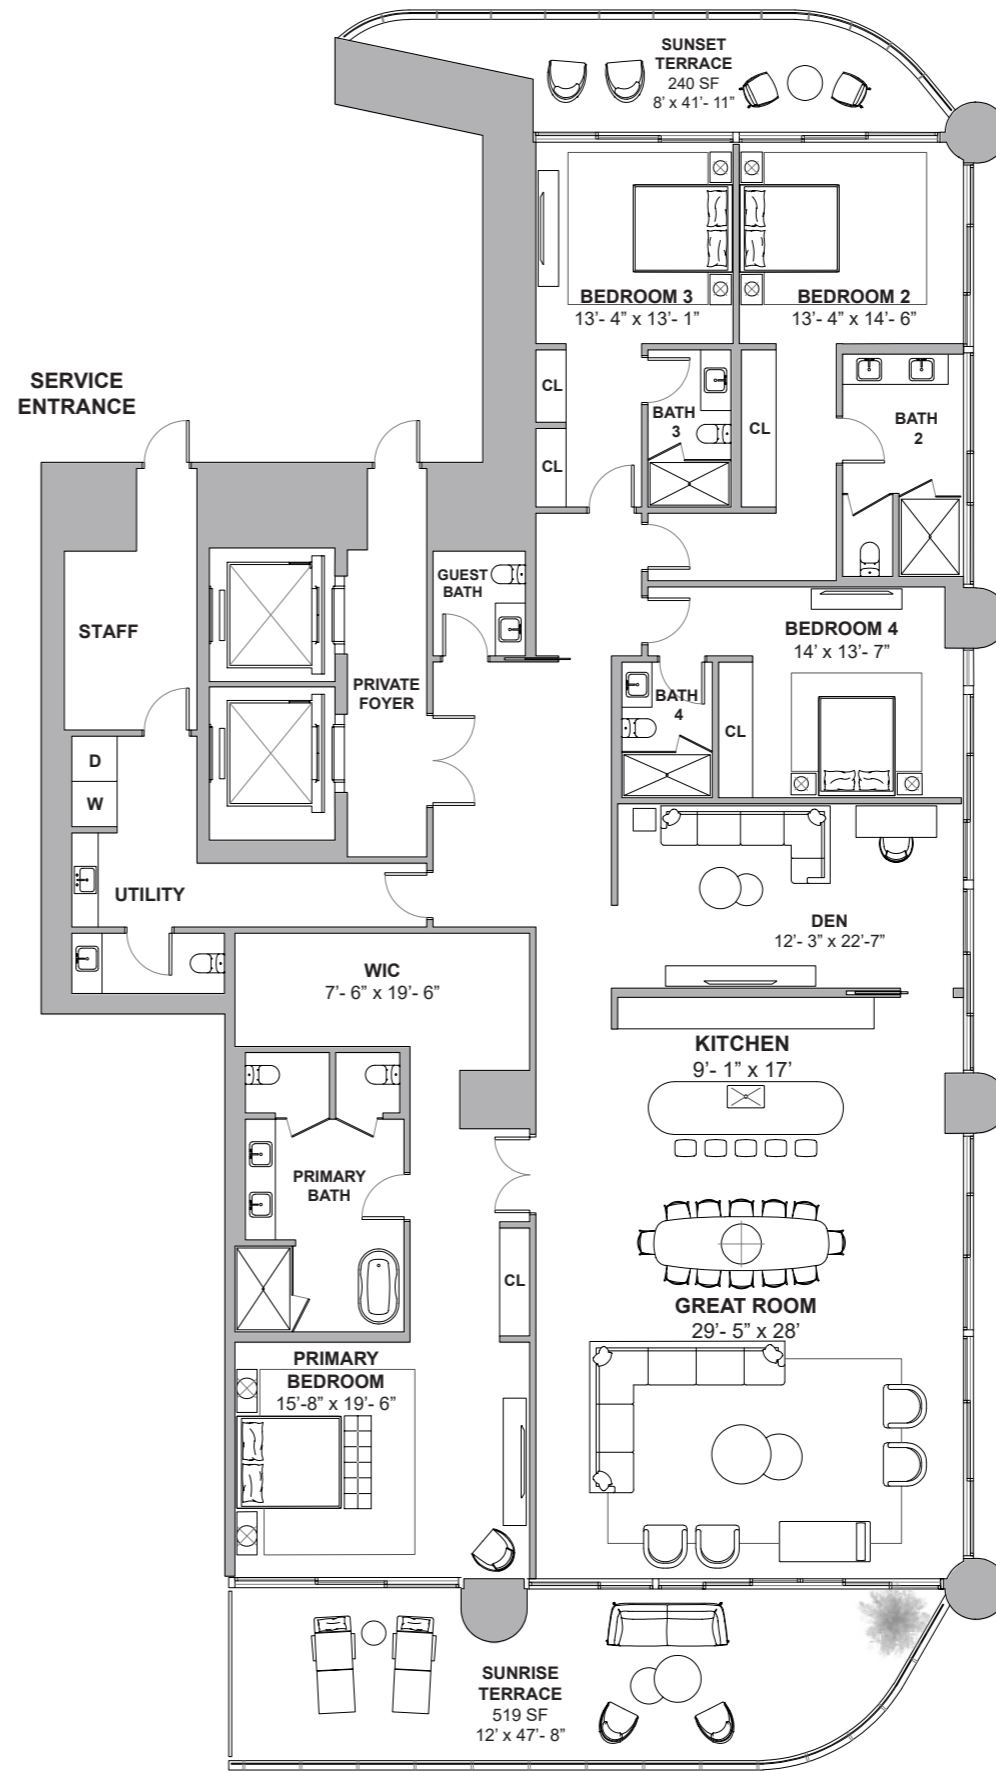 SUNSET
TERRACE
240 SF
8' x 41'- 11”
BEDROOM 3
13'- 4” x 13'- 1”
BEDROOM 2
13'- 4” x 14'- 6”
SERVICE
ENTRANCE
CL
BATH
3
CL
BATH
2
CL
GUEST
BATH
STAFF
BEDROOM 4
14' x 13'- 7”
PRIVATE
FOYER
BATH
4
CL
D
W
UTILITY
DEN
12'- 3” x 22'-7”
WIC
7'- 6” x 19'- 6”
KITCHEN
9'- 1” x 17'
PRIMARY
BATH
CL
GREAT ROOM
29'- 5” x 28'
PRIMARY
BEDROOM
15'-8” x 19'- 6”
SUNRISE
TERRACE
519 SF
12' x 47'- 8”